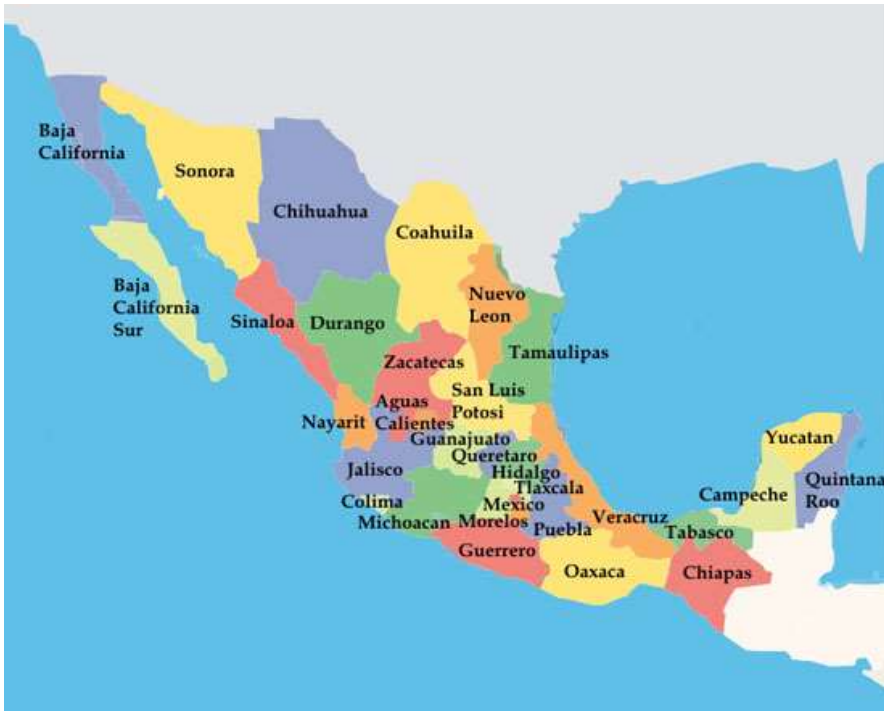 Baja
California
Sonora
Chihuahua
Coahuila
Baja
California
Sur
Sinaloa
Durango
Nuevo
Leon
Tamaulipas
Zacatecas
San Luis
Potosi
Nayarit
Aguas
Calientes
Guanajuato
Queretaro
Hidalgo
Jalisco
Tlaxcala
Colima
Mexico
Michoacan
Morelos
Puebla
Veracruz
Guerrero
Oaxaca
Tabasco
Chiapas
Campeche
Yucatan
Quintana
Roo